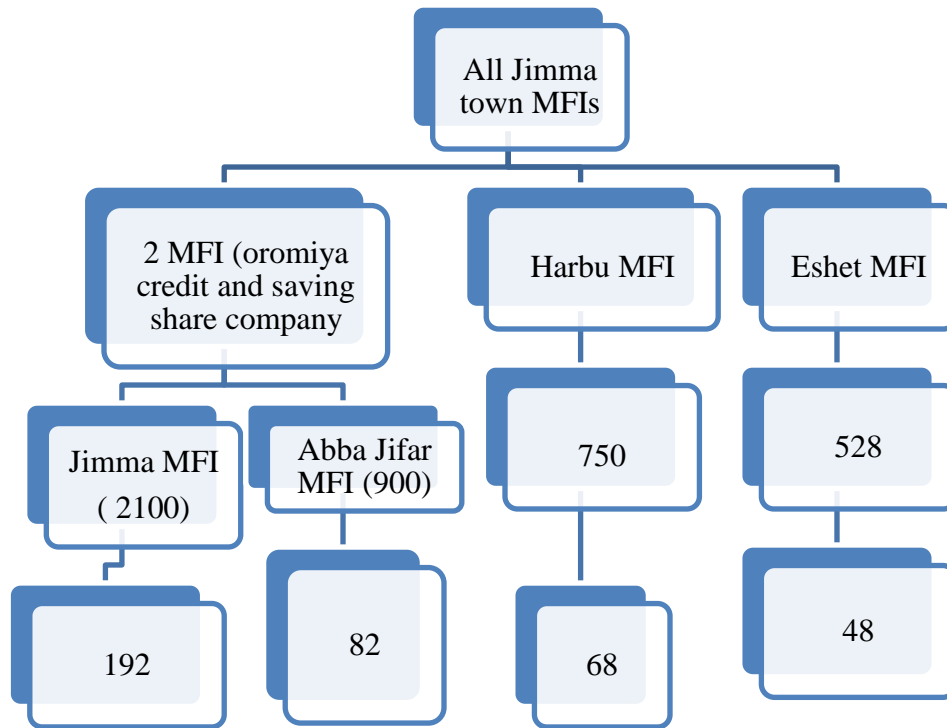 All Jimma
town MFIs
2 MFI (oromiya
credit and saving
share company
Harbu MFI
Eshet MFI
Jimma MFI
( 2100)
Abba Jifar
MFI (900)
750
528
192
82
68
48